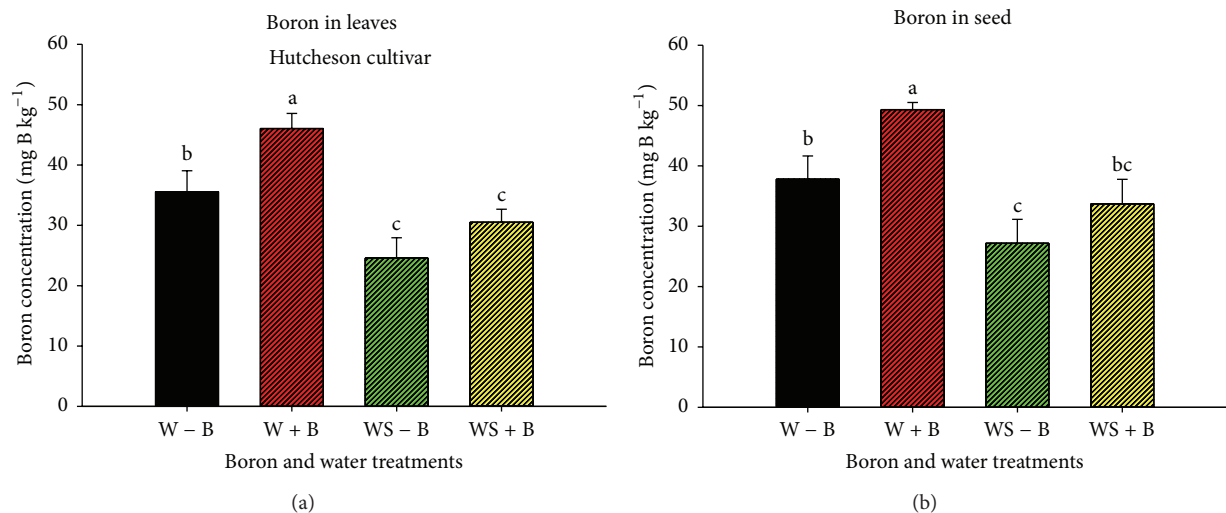 Boron in leaves
Hutcheson cultivar
Boron concentration (mg B kg⁻¹)
60
50
40
30
20
10
0
b
a
c
c
W − B
W + B
WS − B
WS + B
Boron and water treatments
(a)
Boron in seed
Boron concentration (mg B kg⁻¹)
60
50
40
30
20
10
0
b
a
c
bc
W − B
W + B
WS − B
WS + B
Boron and water treatments
(b)